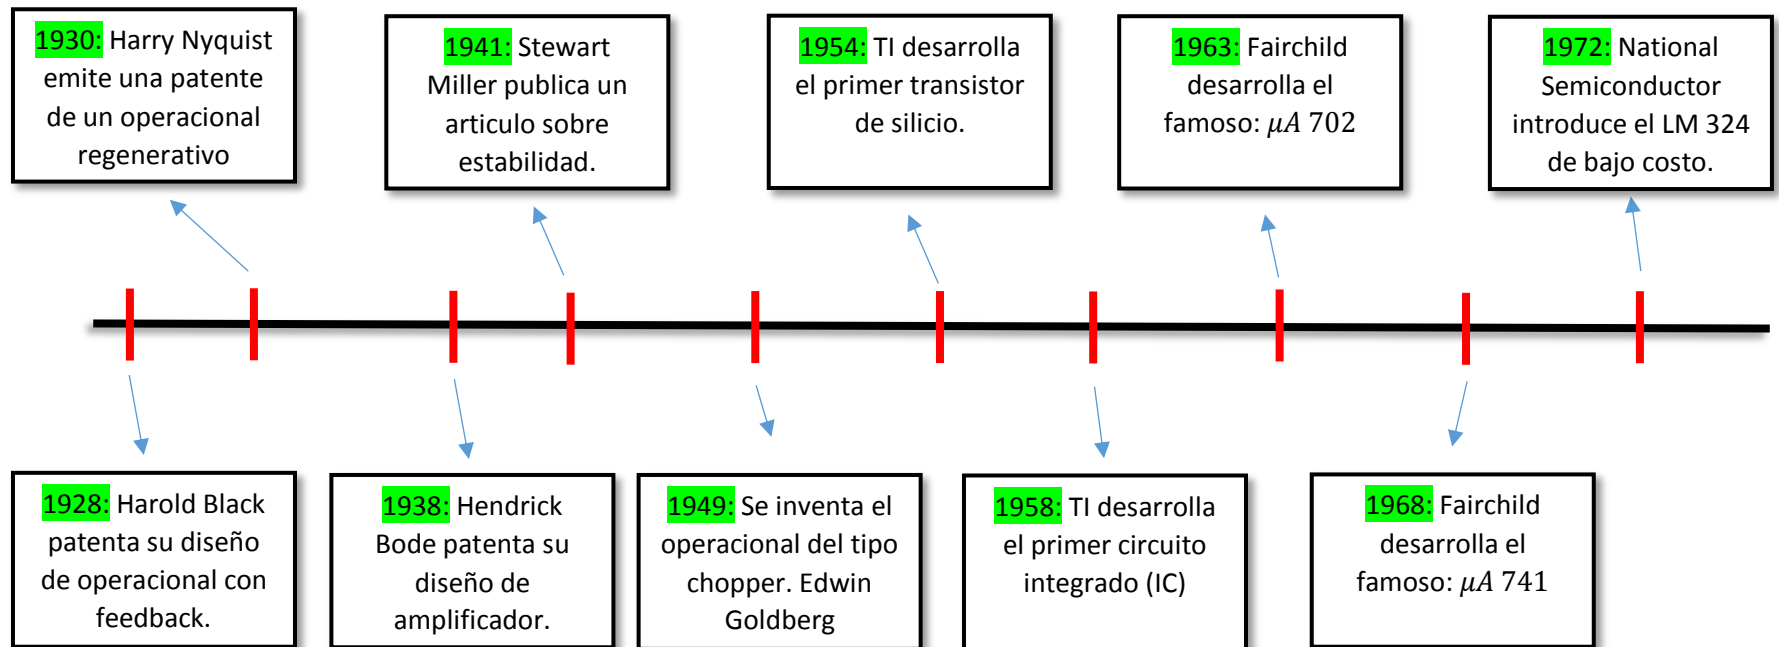 1930: Harry Nyquist
emite una patente
de un operacional
regenerativo
1941: Stewart
Miller publica un
articulo sobre
estabilidad.
1954: TI desarrolla
el primer transistor
de silicio.
1963: Fairchild
desarrolla el
famoso: μA 702
1972: National
Semiconductor
introduce el LM 324
de bajo costo.
1928: Harold Black
patenta su diseño
de operacional con
feedback.
1938: Hendrick
Bode patenta su
diseño de
amplificador.
1949: Se inventa el
operacional del tipo
chopper. Edwin
Goldberg
1958: TI desarrolla
el primer circuito
integrado (IC)
1968: Fairchild
desarrolla el
famoso: μA 741